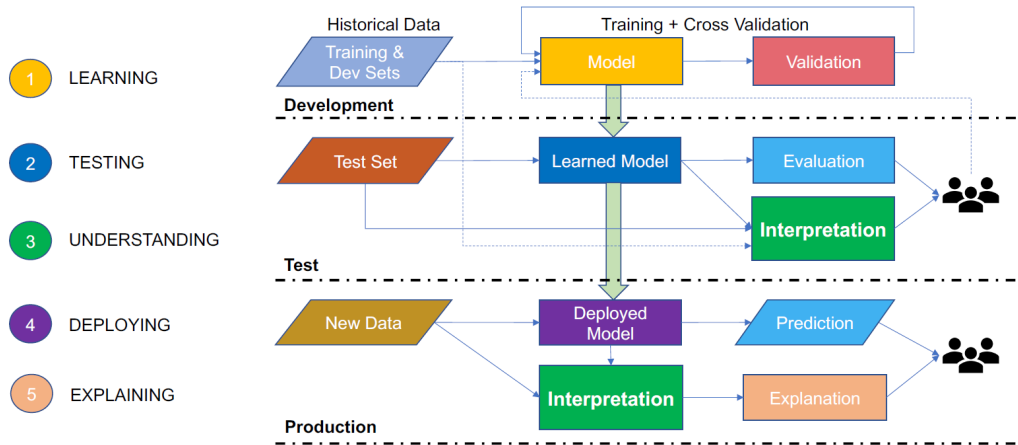 1 LEARNING
2 TESTING
3 UNDERSTANDING
4 DEPLOYING
5 EXPLAINING
Historical Data
Training + Cross Validation
Training &
Dev Sets
Model
Validation
Development
Test Set
Learned Model
Evaluation
Interpretation
Test
New Data
Deployed
Model
Prediction
Interpretation
Explanation
Production